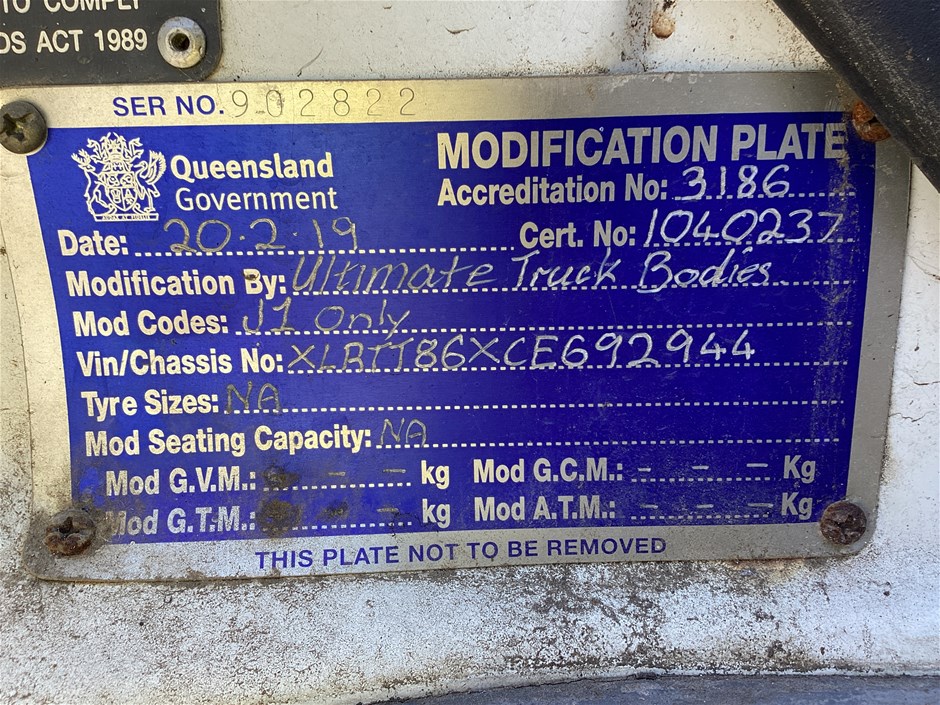 TO COMPLY
DS ACT 1989
SER NO. 902822
Queensland
Government
MODIFICATION PLATE
Accreditation No: 3186
Date: 20.2.19 Cert. No: 1040237
Modification By: Ultimate Truck Bodies
Mod Codes: J1 Only
Vin/Chassis No: XLRTT86XCE692944
Tyre Sizes: NA
Mod Seating Capacity: NA
Mod G.V.M.: - - - kg Mod G.C.M.: - - - Kg
Mod G.T.M.: - - - kg Mod A.T.M.: - - - Kg
THIS PLATE NOT TO BE REMOVED